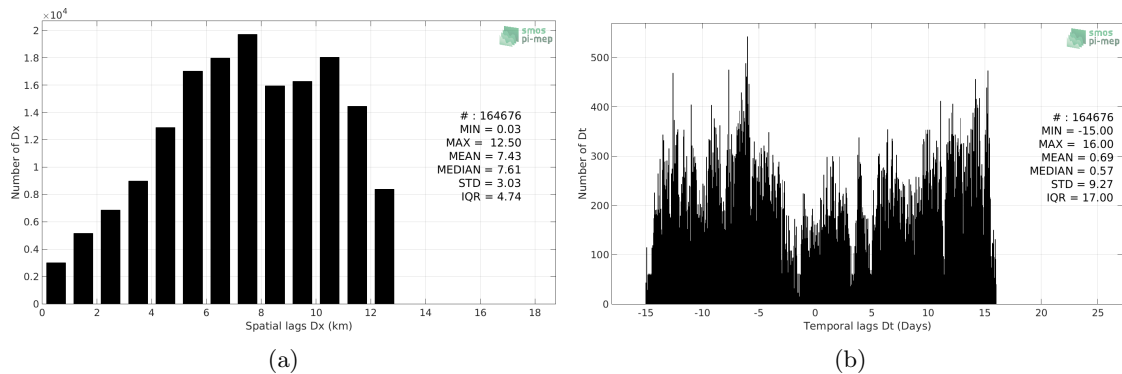 ×10⁴
2
1.8
1.6
1.4
1.2
1
0.8
0.6
0.4
0.2
0
Number of Dx
0 2 4 6 8 10 12 14 16 18
Spatial lags Dx (km)
smos
pi-mep
# : 164676
MIN = 0.03
MAX = 12.50
MEAN = 7.43
MEDIAN = 7.61
STD = 3.03
IQR = 4.74
(a)
500
400
300
200
100
0
Number of Dt
-15 -10 -5 0 5 10 15 20 25
Temporal lags Dt (Days)
smos
pi-mep
# : 164676
MIN = -15.00
MAX = 16.00
MEAN = 0.69
MEDIAN = 0.57
STD = 9.27
IQR = 17.00
(b)